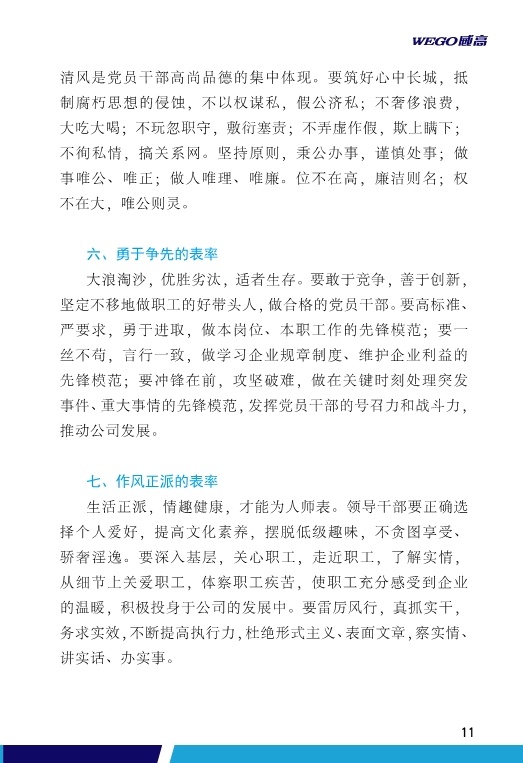 WEGO威高
清风是党员干部高尚品德的集中体现。要筑好心中长城，抵
制腐朽思想的侵蚀，不以权谋私，假公济私；不奢侈浪费，
大吃大喝；不玩忽职守，敷衍塞责；不弄虚作假，欺上瞒下；
不徇私情，搞关系网。坚持原则，秉公办事，谨慎处事；做
事唯公、唯正；做人唯理、唯廉。位不在高，廉洁则名；权
不在大，唯公则灵。
六、勇于争先的表率
大浪淘沙，优胜劣汰，适者生存。要敢于竞争，善于创新，
坚定不移地做职工的好带头人，做合格的党员干部。要高标准、
严要求，勇于进取，做本岗位、本职工作的先锋模范；要一
丝不苟，言行一致，做学习企业规章制度、维护企业利益的
先锋模范；要冲锋在前，攻坚破难，做在关键时刻处理突发
事件、重大事情的先锋模范，发挥党员干部的号召力和战斗力，
推动公司发展。
七、作风正派的表率
生活正派，情趣健康，才能为人师表。领导干部要正确选
择个人爱好，提高文化素养，摆脱低级趣味，不贪图享受、
骄奢淫逸。要深入基层，关心职工，走近职工，了解实情，
从细节上关爱职工，体察职工疾苦，使职工充分感受到企业
的温暖，积极投身于公司的发展中。要雷厉风行，真抓实干，
务求实效，不断提高执行力，杜绝形式主义、表面文章，察实情、
讲实话、办实事。
11